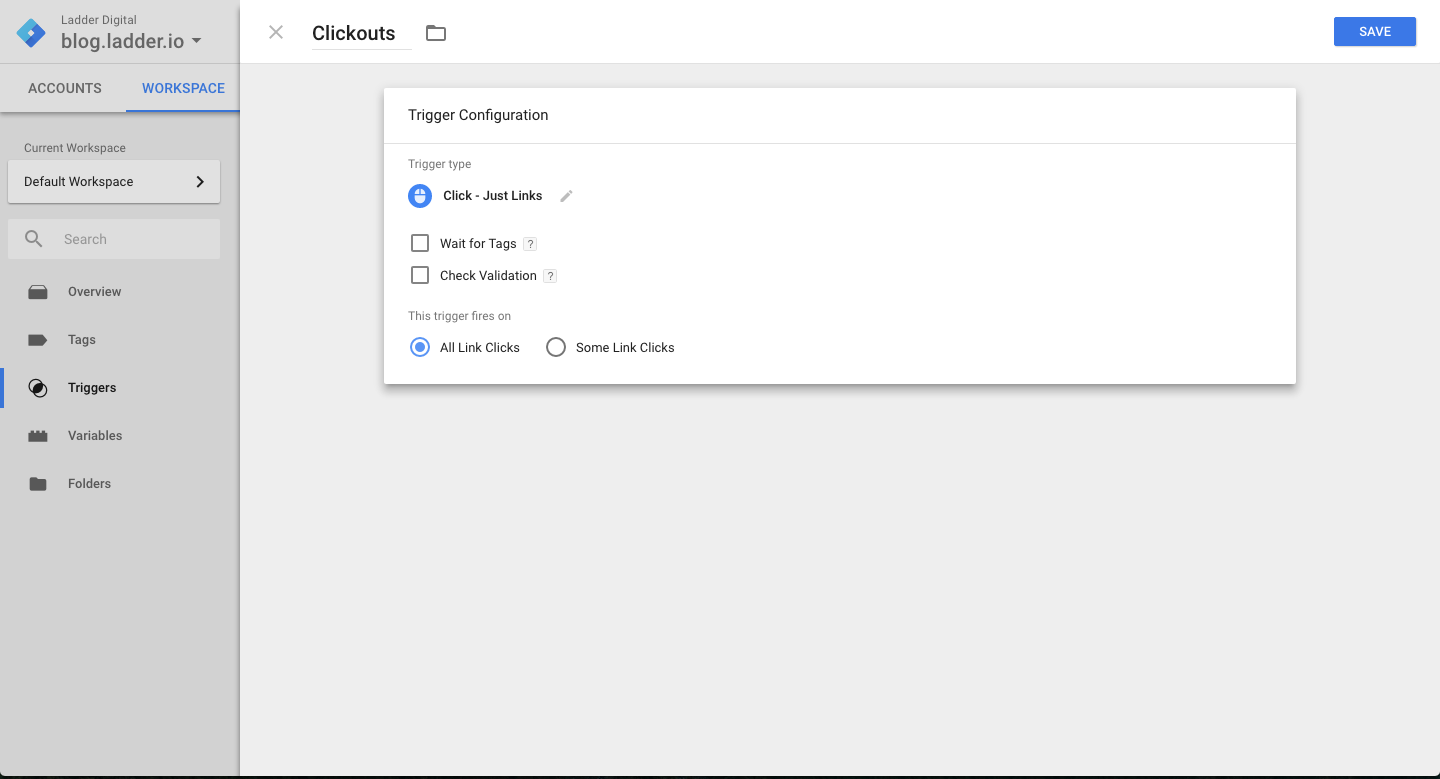 Ladder Digital
blog.ladder.io
ACCOUNTS
WORKSPACE
Current Workspace
Default Workspace
Search
Overview
Tags
Triggers
Variables
Folders
Clickouts
SAVE
Trigger Configuration
Trigger type
Click - Just Links
Wait for Tags ?
Check Validation ?
This trigger fires on
All Link Clicks
Some Link Clicks